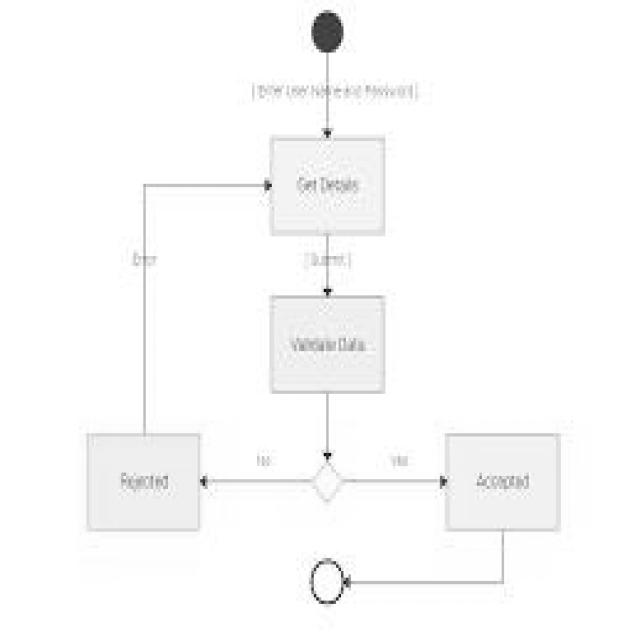 [ Enter User Name and Password ]
Get Details
Error
[ Submit ]
Validate Data
No
Yes
Rejected
Accepted